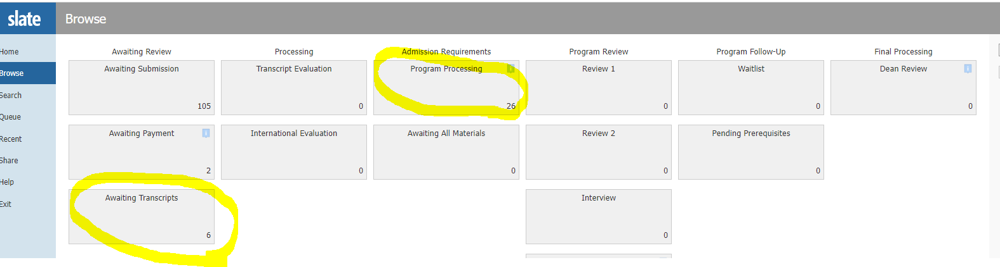 slate
Browse
Home
Browse
Search
Queue
Recent
Share
Help
Exit
Awaiting Review
Awaiting Submission
105
Awaiting Payment
2
Awaiting Transcripts
6
Processing
Transcript Evaluation
0
International Evaluation
0
Admission Requirements
Program Processing
26
Awaiting All Materials
0
Program Review
Review 1
0
Review 2
0
Interview
0
Program Follow-Up
Waitlist
0
Pending Prerequisites
0
Final Processing
Dean Review
0